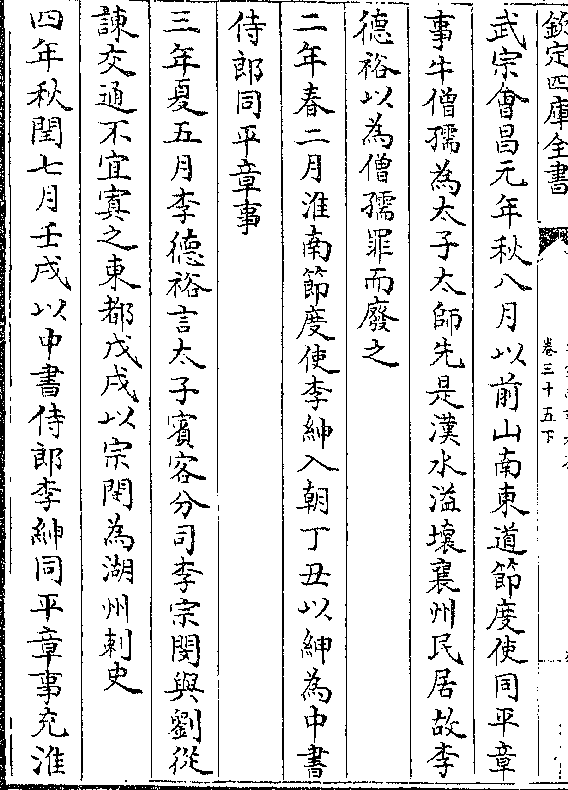 欽定四庫全書
卷三十五下
武宗會昌元年秋八月以前山南東道節度使同平章
事牛僧孺為太子太師先是漢水溢壞襄州民居故李
德裕以為僧孺罪而廢之
二年春二月淮南節度使李紳入朝丁丑以紳為中書
侍郎同平章事
三年夏五月李德裕言太子賓客分司李宗閔與劉從
諫交通不宜寘之東都戊戌以宗閔為湖州刺史
四年秋閏七月壬戌以中書侍郎李紳同平章事充淮